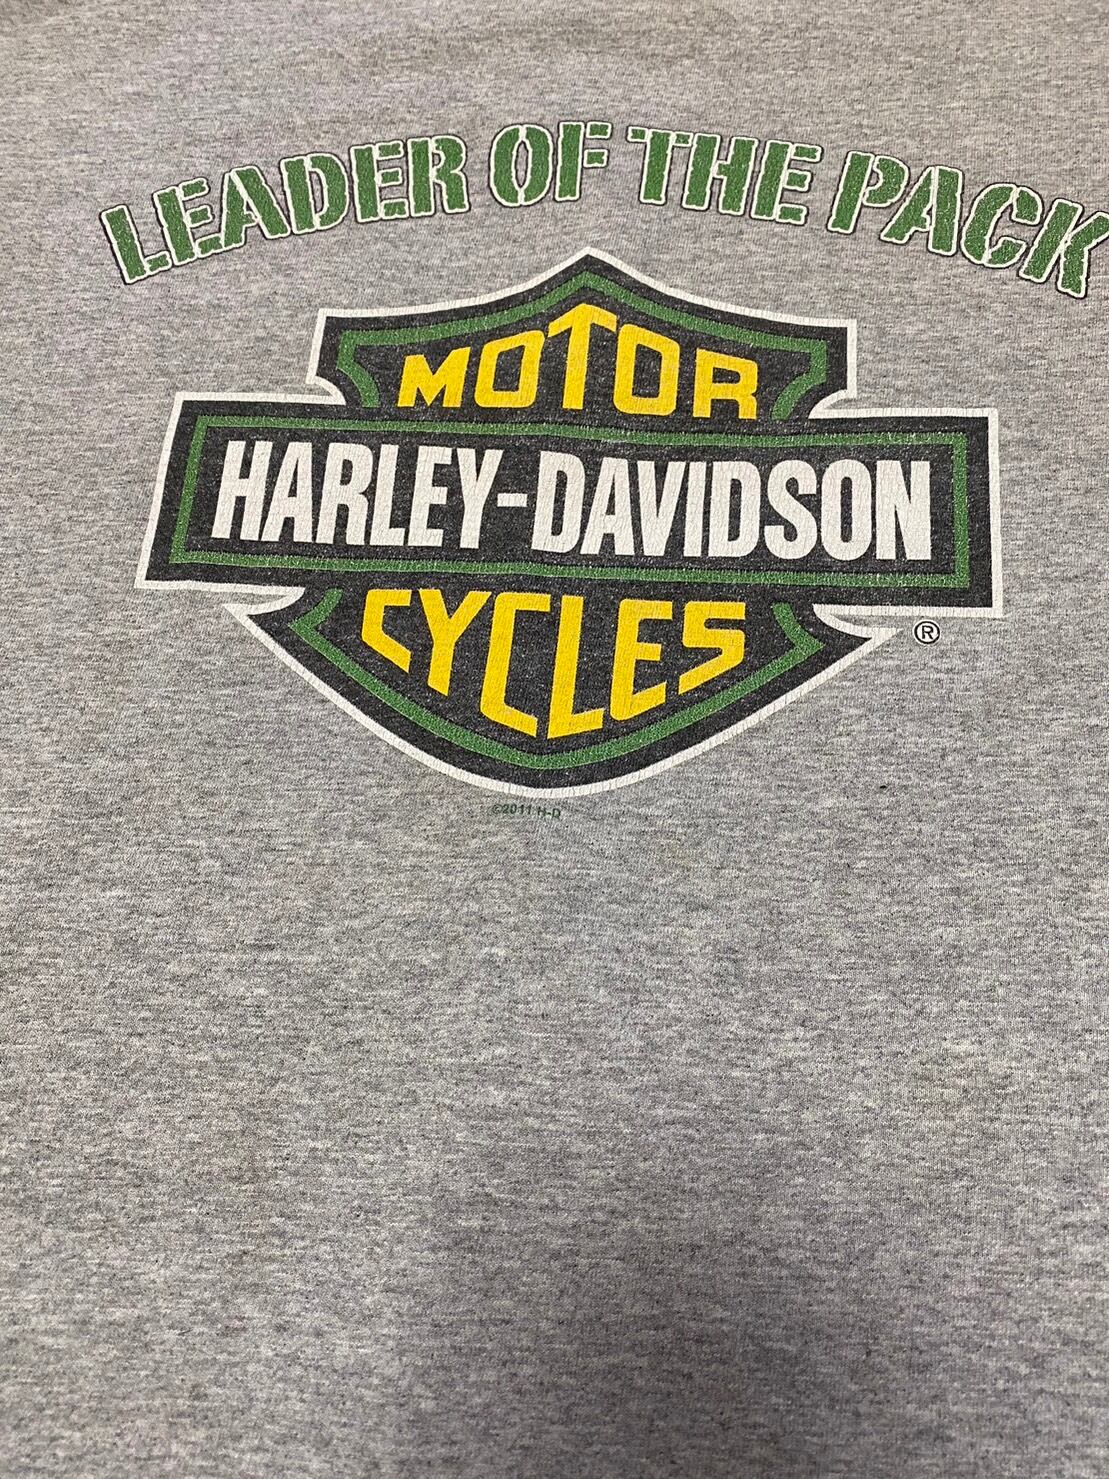 LEADER OF THE PACK
MOTOR
HARLEY-DAVIDSON
CYCLES
®
©2011 H-D